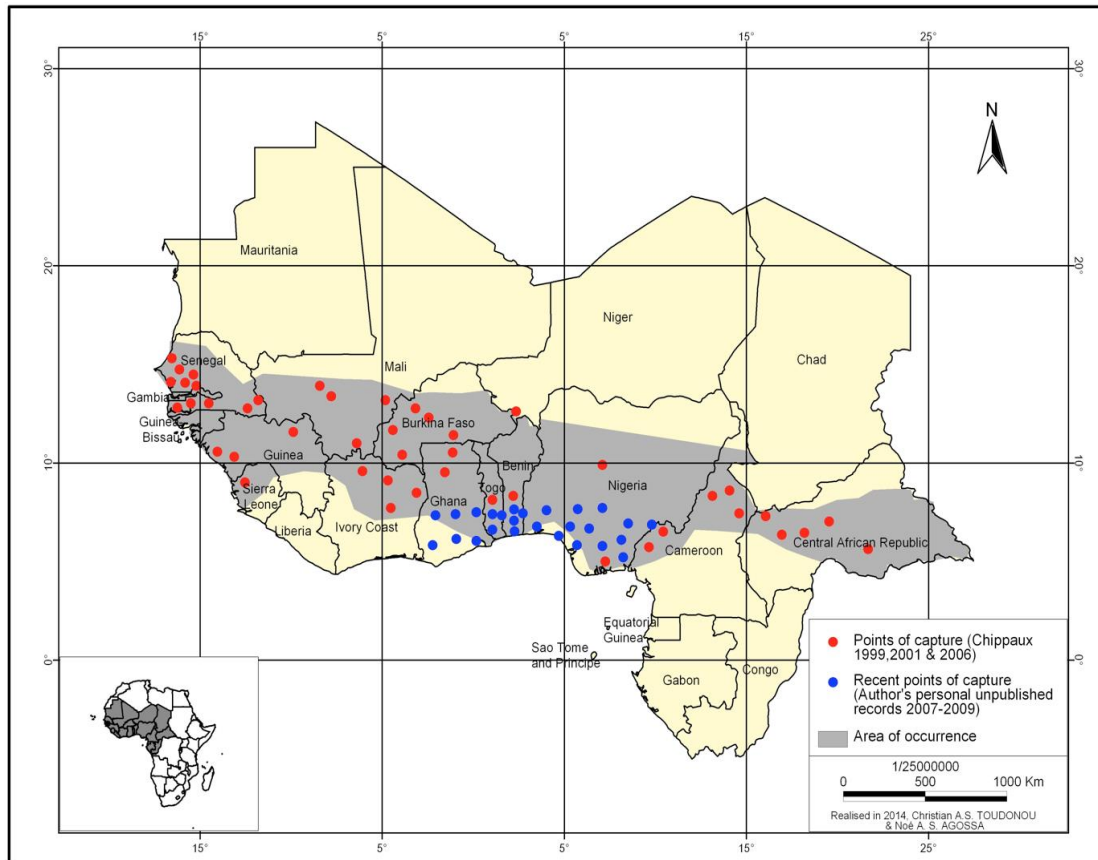 15° 5° 5° 15° 25°
30° 30°
N
Mauritania
20° 20°
Niger
Mali
Chad
Senegal
Gambia
Burkina Faso
Guinea
Bissau
Guinea
Benin
10° 10°
Nigeria
Sierra
Leone
Togo
Ghana
Ivory Coast
Liberia
Central African Republic
Cameroon
Equatorial
Guinea
Sao Tome
and Principe
0° 0°
Congo
Gabon
Points of capture (Chippaux
1999,2001 & 2006)
Recent points of capture
(Author's personal unpublished
records 2007-2009)
Area of occurrence
1/25000000
0 500 1000 Km
Realised in 2014, Christian A.S. TOUDONOU
& Noé A. S. AGOSSA
15° 5° 5° 15° 25°